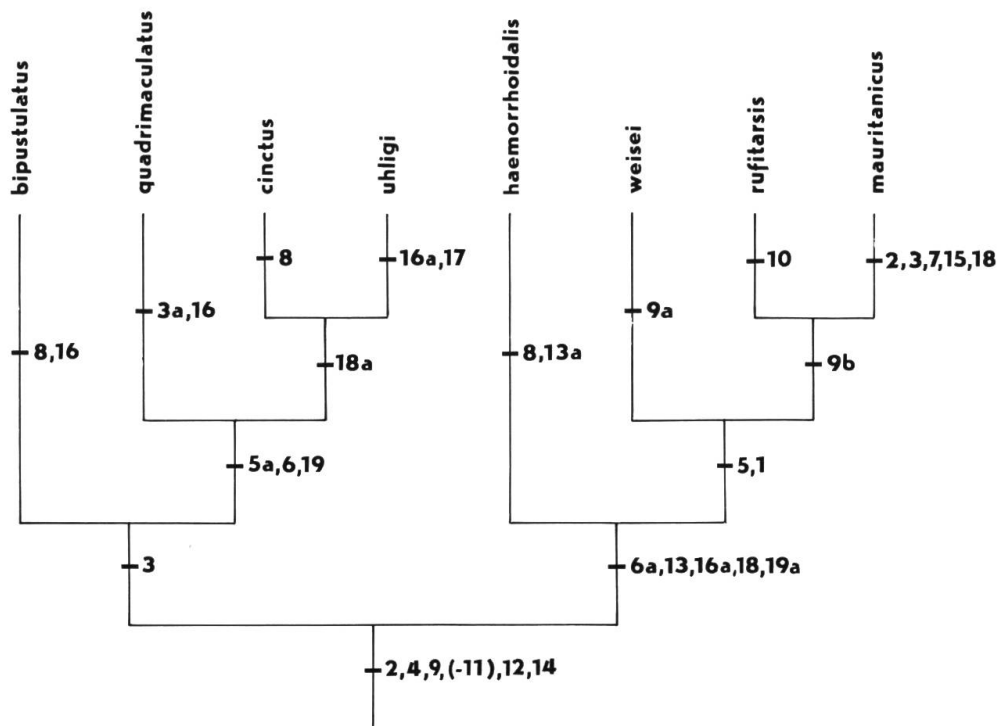 bipustulatus
quadrimaculatus
cinctus
uhligi
haemorrhoidalis
weisei
rufitarsis
mauritanicus
8
16a,17
10
2,3,7,15,18
3a,16
9a
8,16
18a
8,13a
9b
5a,6,19
5,1
3
6a,13,16a,18,19a
2,4,9,(-11),12,14